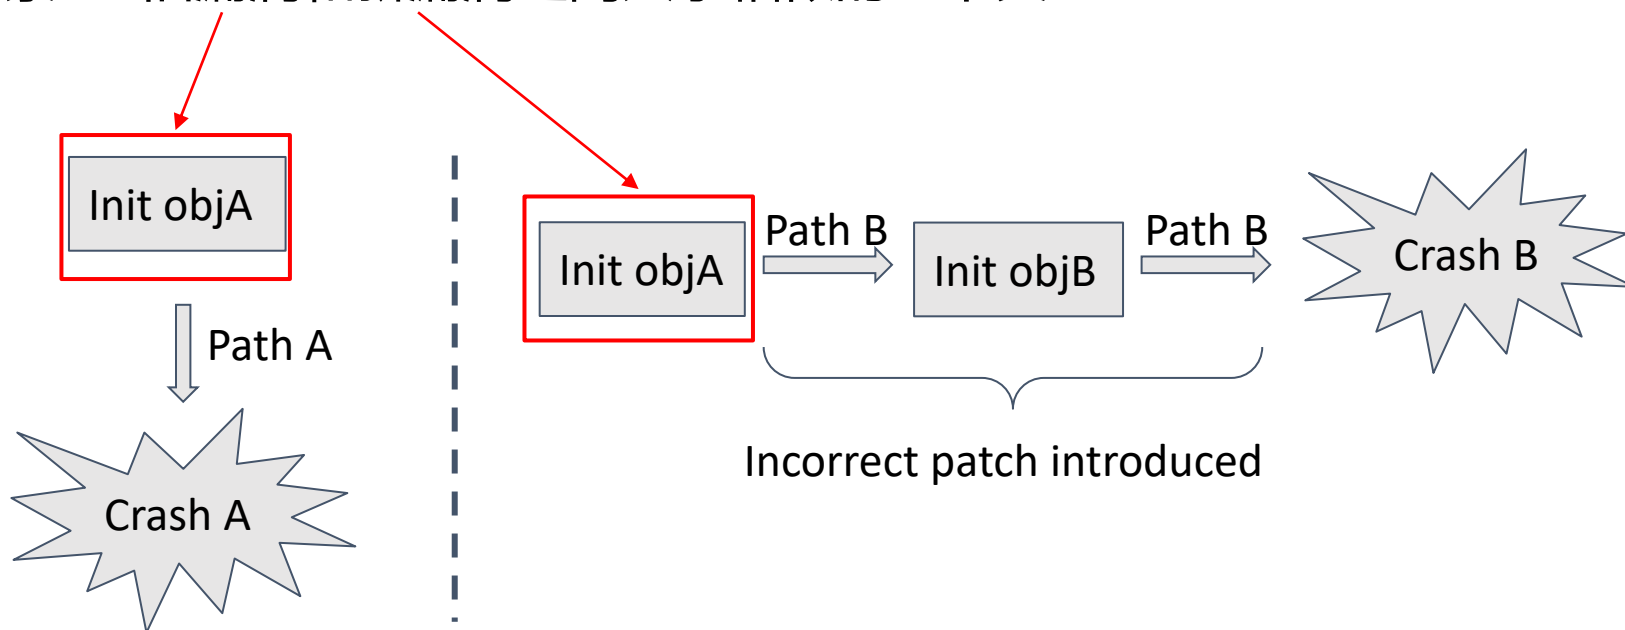 Init objA
Path A
Crash A
Init objA
Path B
Init objB
Path B
Crash B
Incorrect patch introduced